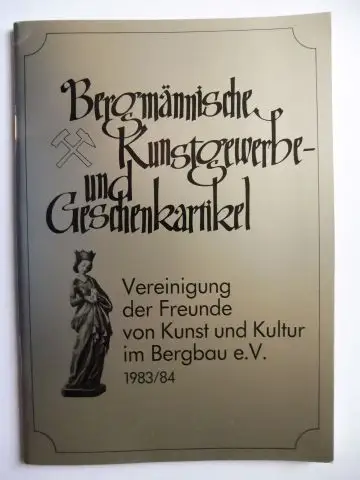 Bergmännische
Kunstgewerbe-
und
Geschenkartikel
Vereinigung
der Freunde
von Kunst und Kultur
im Bergbau e.V.
1983/84